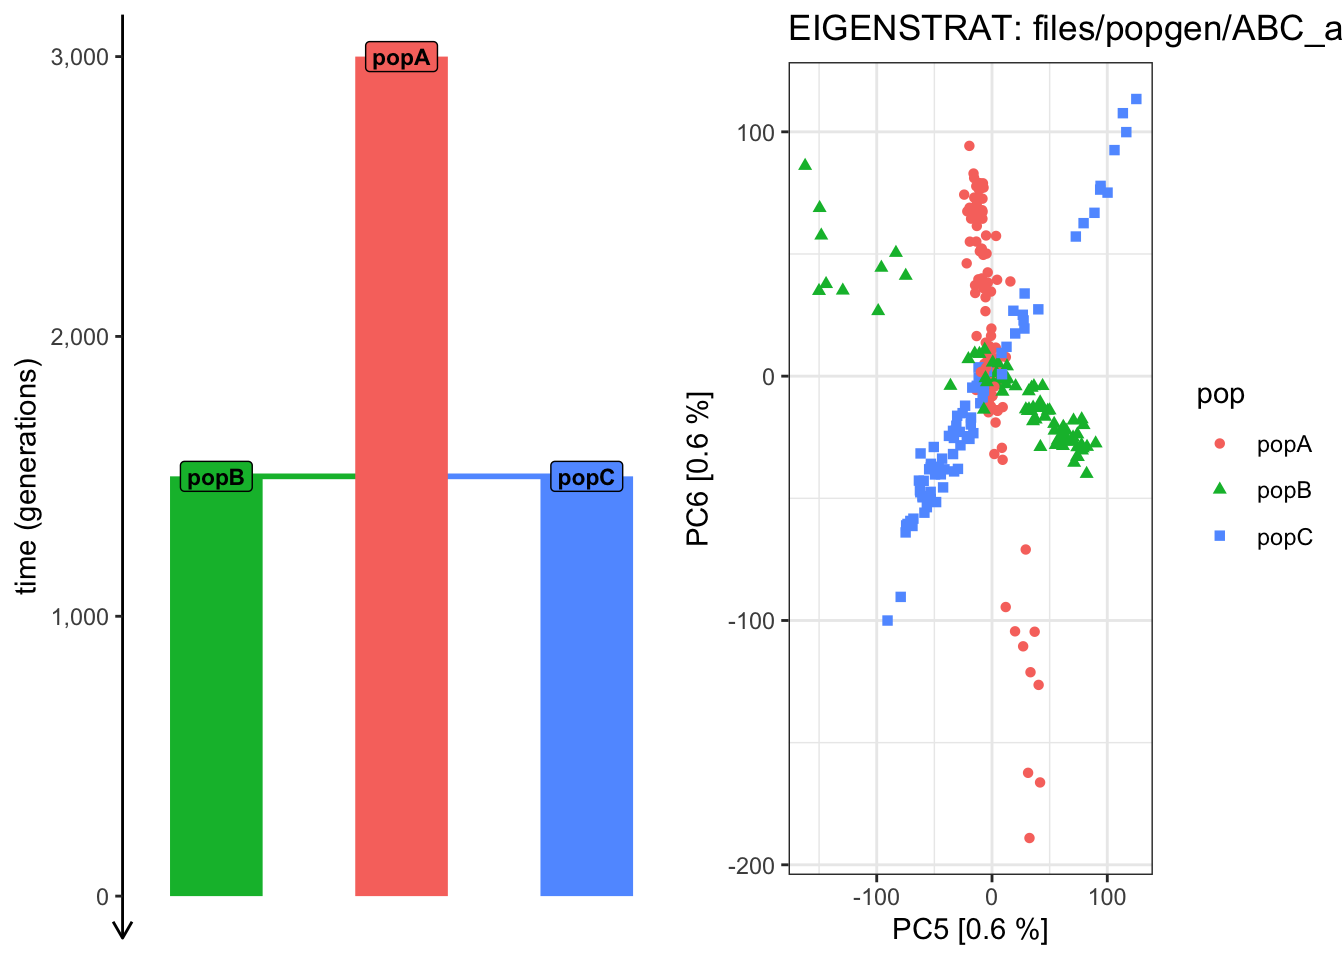 EIGENSTRAT: files/popgen/ABC_a
3,000
2,000
1,000
0
time (generations)
popA
popB
popC
100
0
-100
-200
PC6 [0.6 %]
-100
0
100
PC5 [0.6 %]
pop
popA
popB
popC